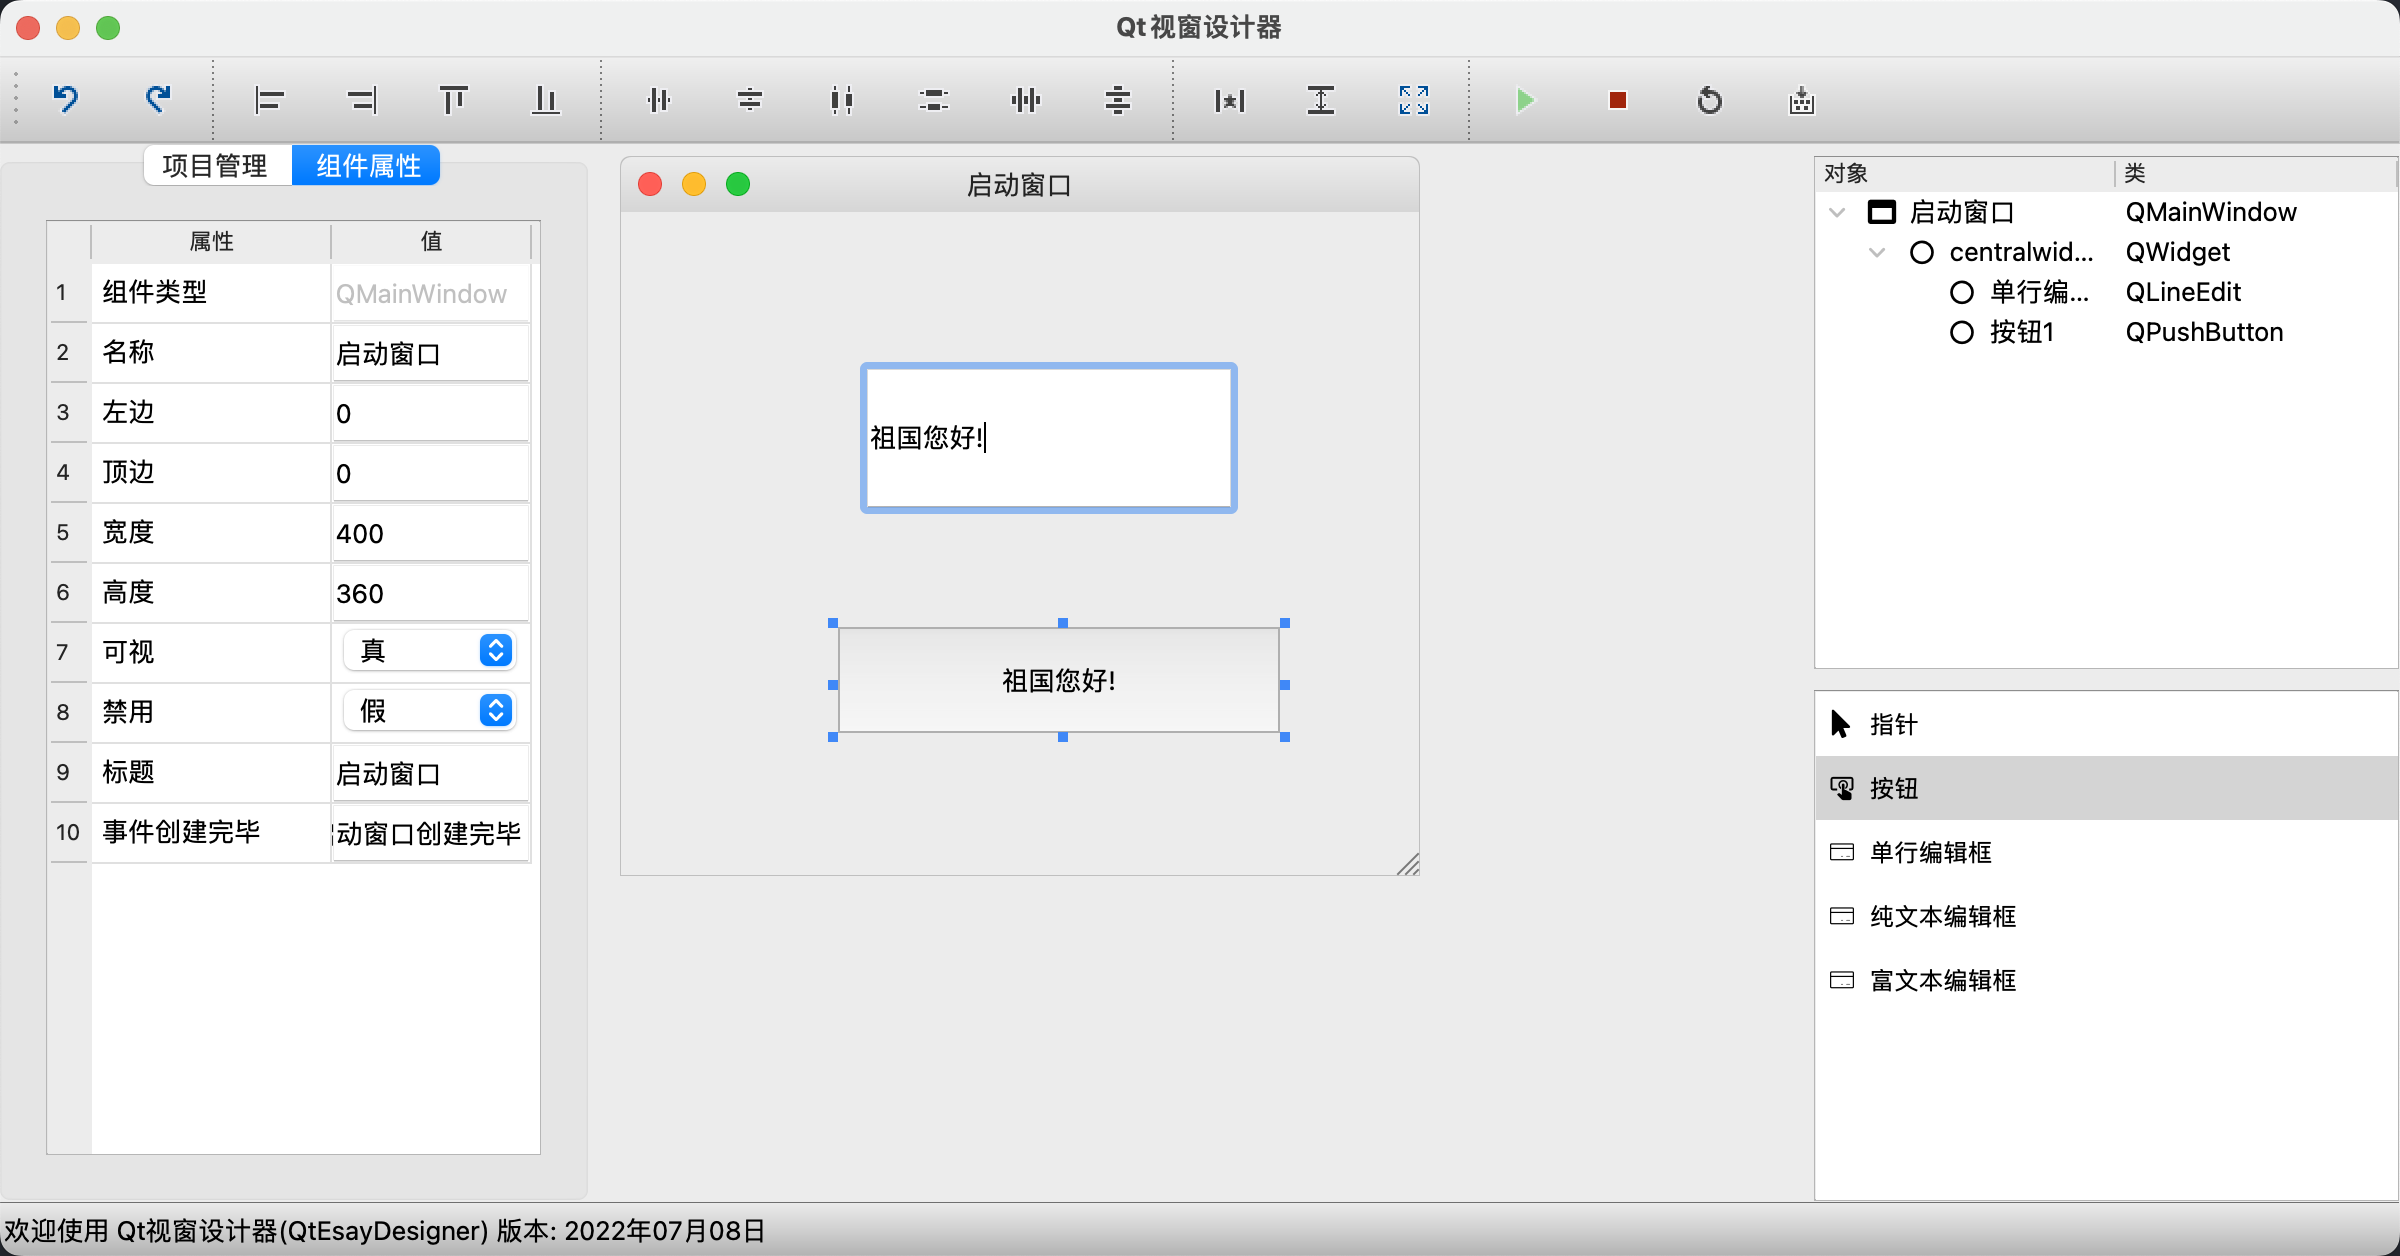 Qt视窗设计器
项目管理 组件属性
属性 值
1 组件类型 QMainWindow
2 名称 启动窗口
3 左边 0
4 顶边 0
5 宽度 400
6 高度 360
7 可视 真
8 禁用 假
9 标题 启动窗口
10 事件创建完毕 动窗口创建完毕
启动窗口
祖国您好!
祖国您好!
对象 类
启动窗口 QMainWindow
centralwid... QWidget
单行编... QLineEdit
按钮1 QPushButton
指针
按钮
单行编辑框
纯文本编辑框
富文本编辑框
欢迎使用 Qt视窗设计器(QtEsayDesigner) 版本: 2022年07月08日